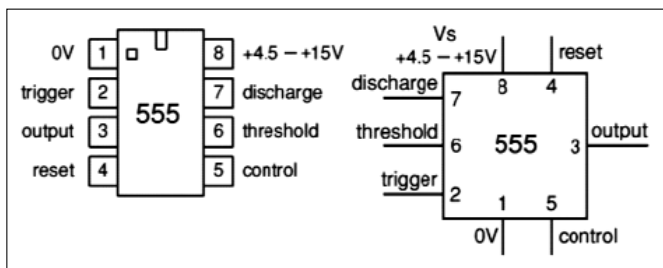 0V 1 8 +4.5 – +15V
trigger 2 7 discharge
555
output 3 6 threshold
reset 4 5 control
Vs
+4.5 – +15V reset
discharge 7 8 4
threshold 6 555 3 output
trigger 2
1 5
0V control